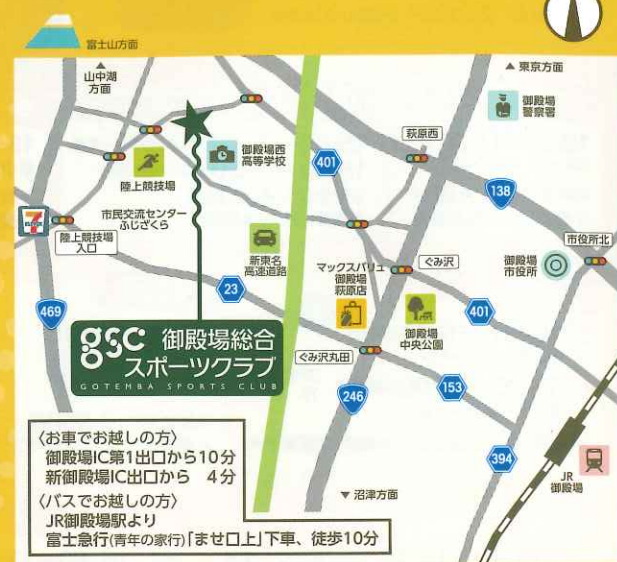 富士山方面
山中湖
方面
▲東京方面
御殿場
警察署
御殿場西
高等学校
401
萩原西
138
陸上競技場
市民交流センター
ふじざくら
7
ELEVEN
陸上競技場
入口
新東名
高速道路
マックスバリュ
御殿場
萩原店
ぐみ沢
御殿場
市役所
市役所北
23
469
401
御殿場
中央公園
gsc 御殿場総合
スポーツクラブ
GOTEMBA SPORTS CLUB
ぐみ沢丸田
153
246
394
JR
御殿場
▼沼津方面
〈お車でお越しの方〉
御殿場IC第1出口から10分
新御殿場IC出口から 4分
〈バスでお越しの方〉
JR御殿場駅より
富士急行(青年の家行)「ませ口上」下車、徒歩10分